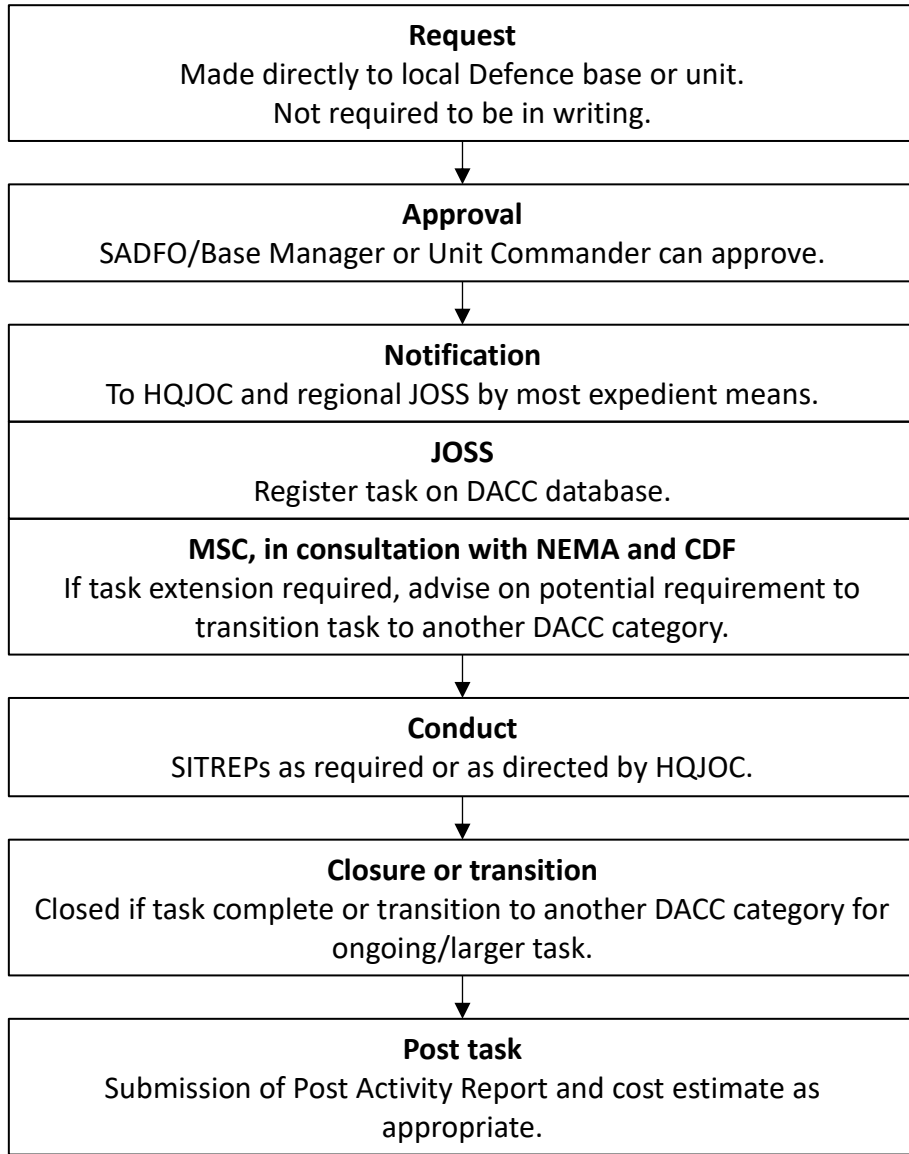 Request
Made directly to local Defence base or unit.
Not required to be in writing.
Approval
SADFO/Base Manager or Unit Commander can approve.
Notification
To HQJOC and regional JOSS by most expedient means.
JOSS
Register task on DACC database.
MSC, in consultation with NEMA and CDF
If task extension required, advise on potential requirement to
transition task to another DACC category.
Conduct
SITREPs as required or as directed by HQJOC.
Closure or transition
Closed if task complete or transition to another DACC category for
ongoing/larger task.
Post task
Submission of Post Activity Report and cost estimate as
appropriate.